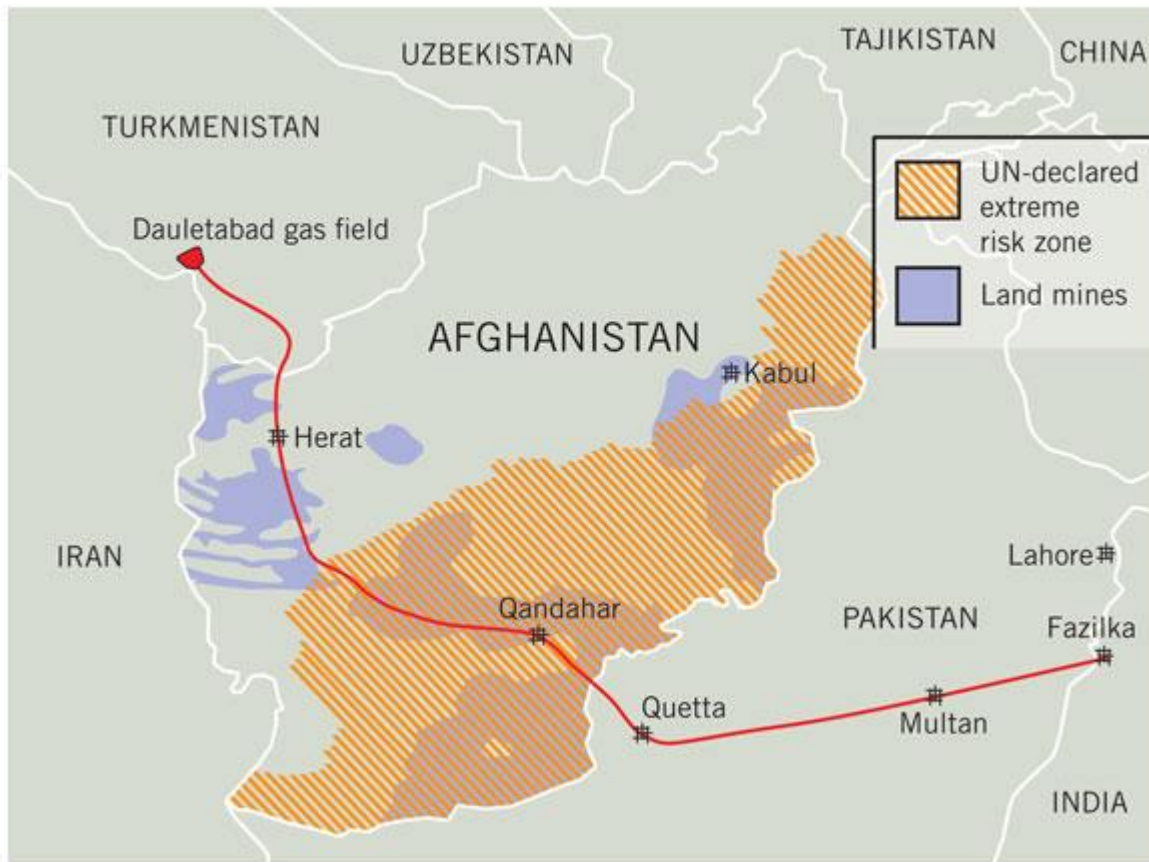 UZBEKISTAN
TAJIKISTAN
CHINA
TURKMENISTAN
UN-declared
extreme
risk zone
Land mines
Dauletabad gas field
AFGHANISTAN
Kabul
Herat
IRAN
Lahore
Qandahar
PAKISTAN
Fazilka
Quetta
Multan
INDIA